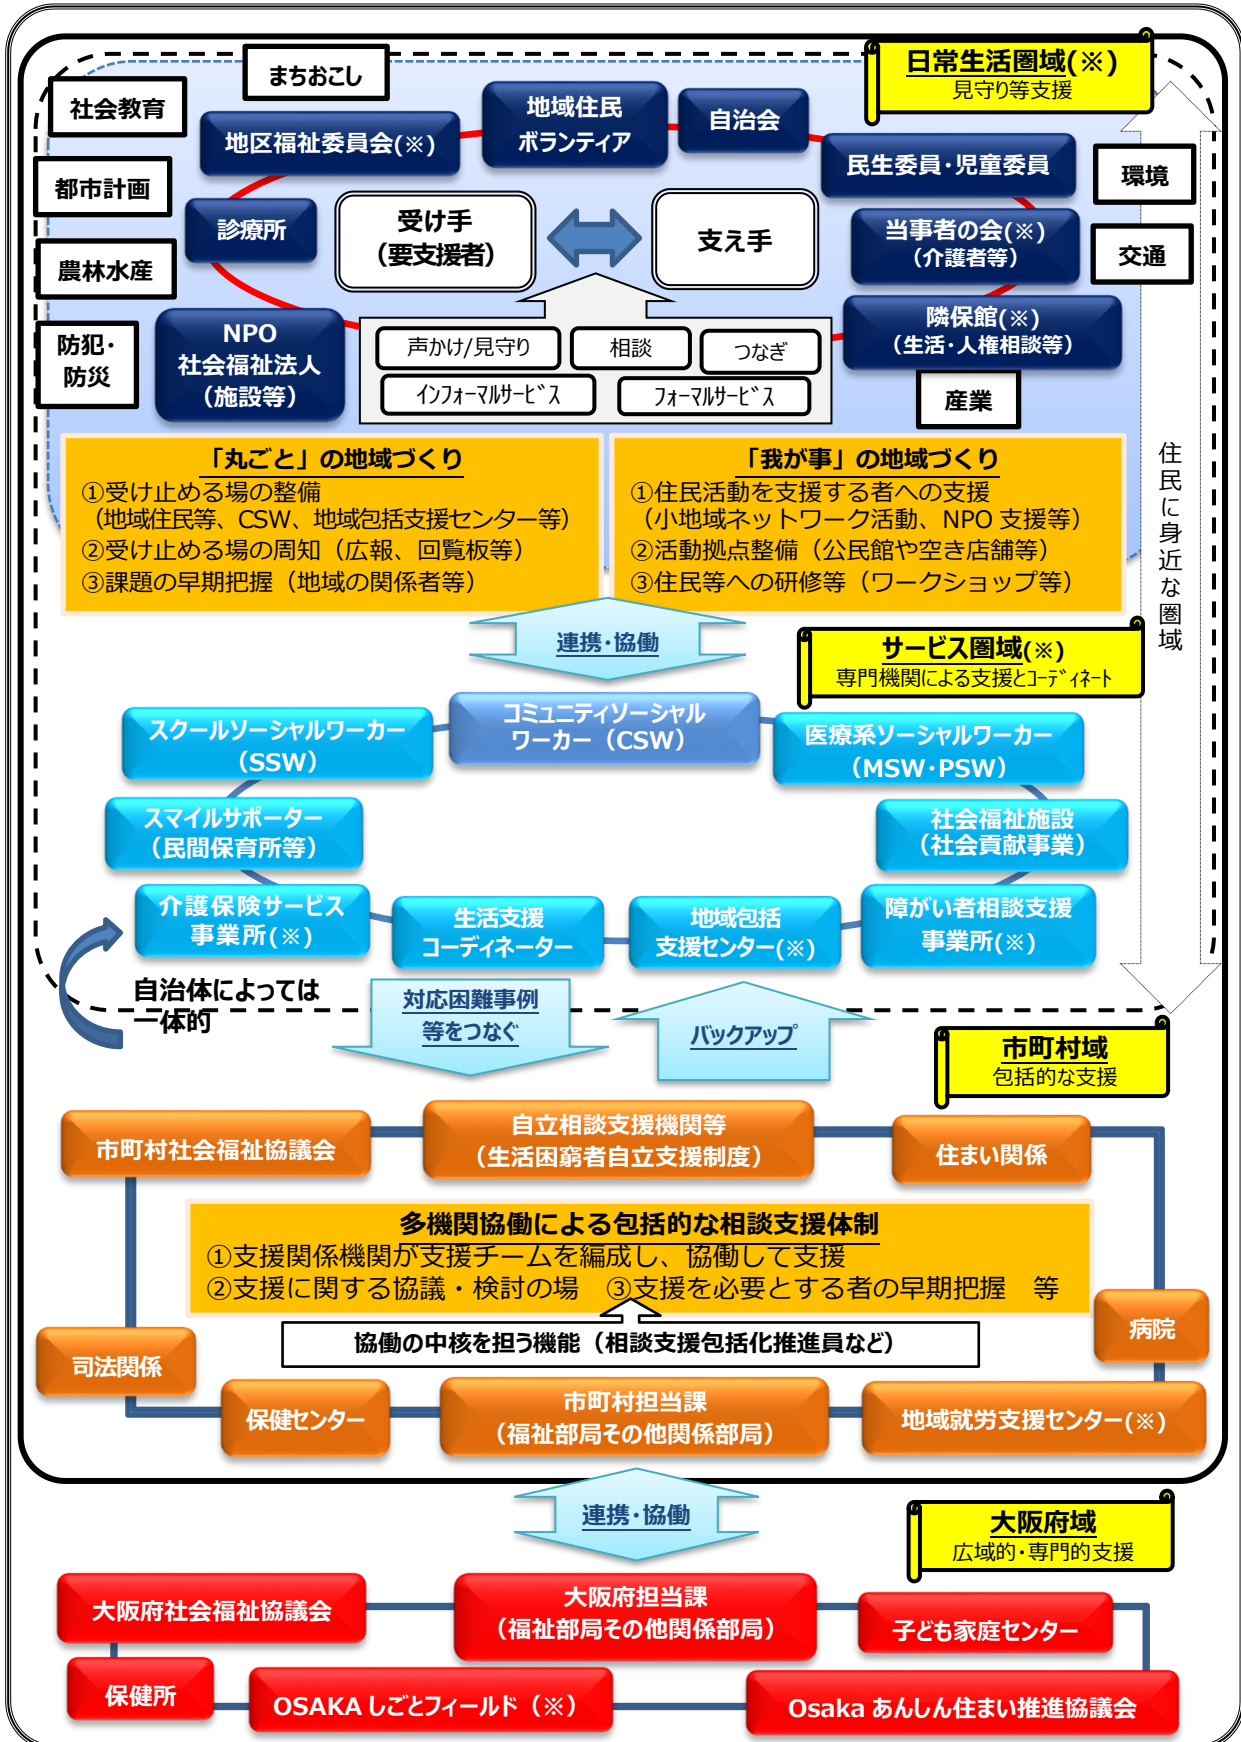 日常生活圏域(※)
見守り等支援
まちおこし
社会教育
地域住民
ボランティア
自治会
地区福祉委員会(※)
民生委員・児童委員
都市計画
環境
診療所
受け手
(要支援者)
支え手
当事者の会(※)
(介護者等)
農林水産
交通
防犯・
防災
NPO
社会福祉法人
(施設等)
声かけ/見守り
相談
つなぎ
インフォーマルサービス
フォーマルサービス
隣保館(※)
(生活・人権相談等)
産業
住民に身近な圏域
「丸ごと」の地域づくり
①受け止める場の整備
(地域住民等、CSW、地域包括支援センター等)
②受け止める場の周知(広報、回覧板等)
③課題の早期把握(地域の関係者等)
「我が事」の地域づくり
①住民活動を支援する者への支援
(小地域ネットワーク活動、NPO 支援等)
②活動拠点整備(公民館や空き店舗等)
③住民等への研修等(ワークショップ等)
連携・協働
サービス圏域(※)
専門機関による支援とコーディネート
スクールソーシャルワーカー
(SSW)
コミュニティソーシャル
ワーカー(CSW)
医療系ソーシャルワーカー
(MSW・PSW)
スマイルサポーター
(民間保育所等)
社会福祉施設
(社会貢献事業)
介護保険サービス
事業所(※)
生活支援
コーディネーター
地域包括
支援センター(※)
障がい者相談支援
事業所(※)
自治体によっては
一体的
対応困難事例
等をつなぐ
バックアップ
市町村域
包括的な支援
市町村社会福祉協議会
自立相談支援機関等
(生活困窮者自立支援制度)
住まい関係
多機関協働による包括的な相談支援体制
①支援関係機関が支援チームを編成し、協働して支援
②支援に関する協議・検討の場 ③支援を必要とする者の早期把握 等
協働の中核を担う機能(相談支援包括化推進員など)
病院
司法関係
保健センター
市町村担当課
(福祉部局その他関係部局)
地域就労支援センター(※)
連携・協働
大阪府域
広域的・専門的支援
大阪府社会福祉協議会
大阪府担当課
(福祉部局その他関係部局)
子ども家庭センター
保健所
OSAKA しごとフィールド(※)
Osaka あんしん住まい推進協議会